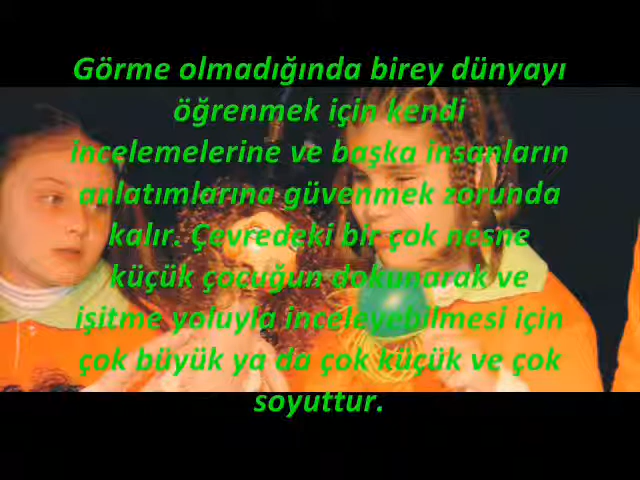 Görme olmadığında birey dünyayı
öğrenmek için kendi
incelemelerine ve başka insanların
anlatımlarına güvenmek zorunda
kalır. Çevredeki bir çok nesne
küçük çocuğun dokunarak ve
işitme yoluyla inceleyebilmesi için
çok büyük ya da çok küçük ve çok
soyuttur.